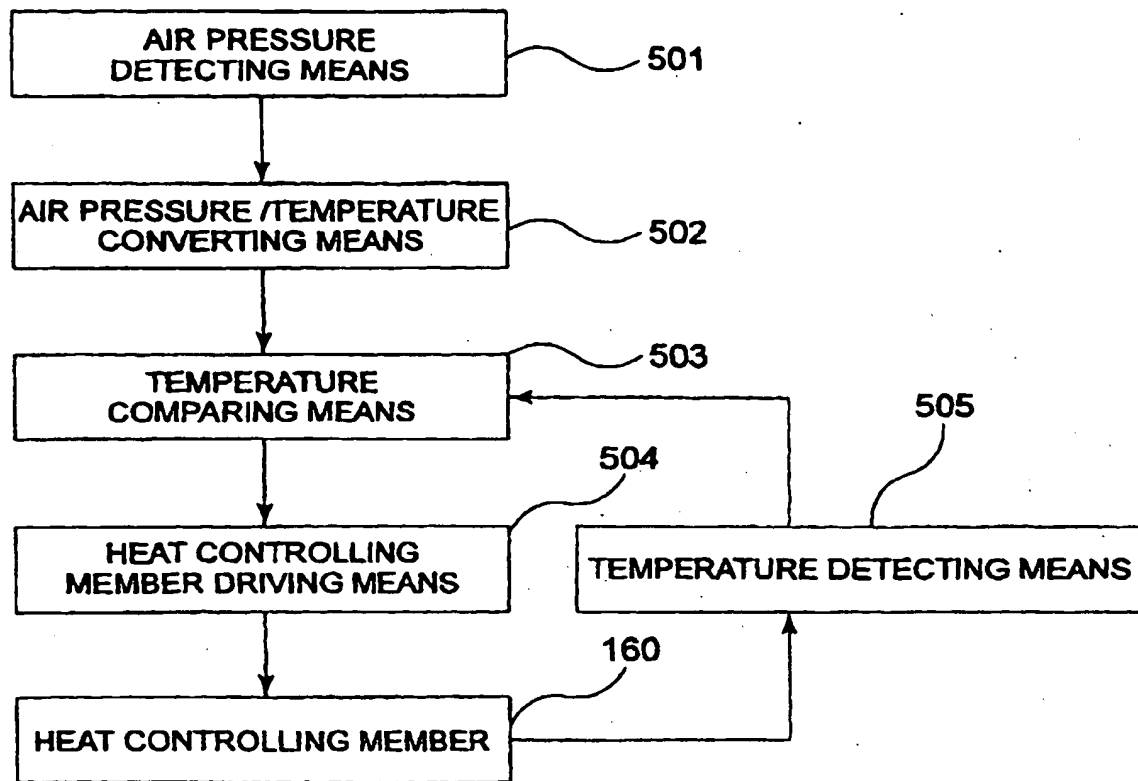 AIR PRESSURE
DETECTING MEANS
501
AIR PRESSURE /TEMPERATURE
CONVERTING MEANS
502
TEMPERATURE
COMPARING MEANS
503
HEAT CONTROLLING
MEMBER DRIVING MEANS
504
TEMPERATURE DETECTING MEANS
505
HEAT CONTROLLING MEMBER
160